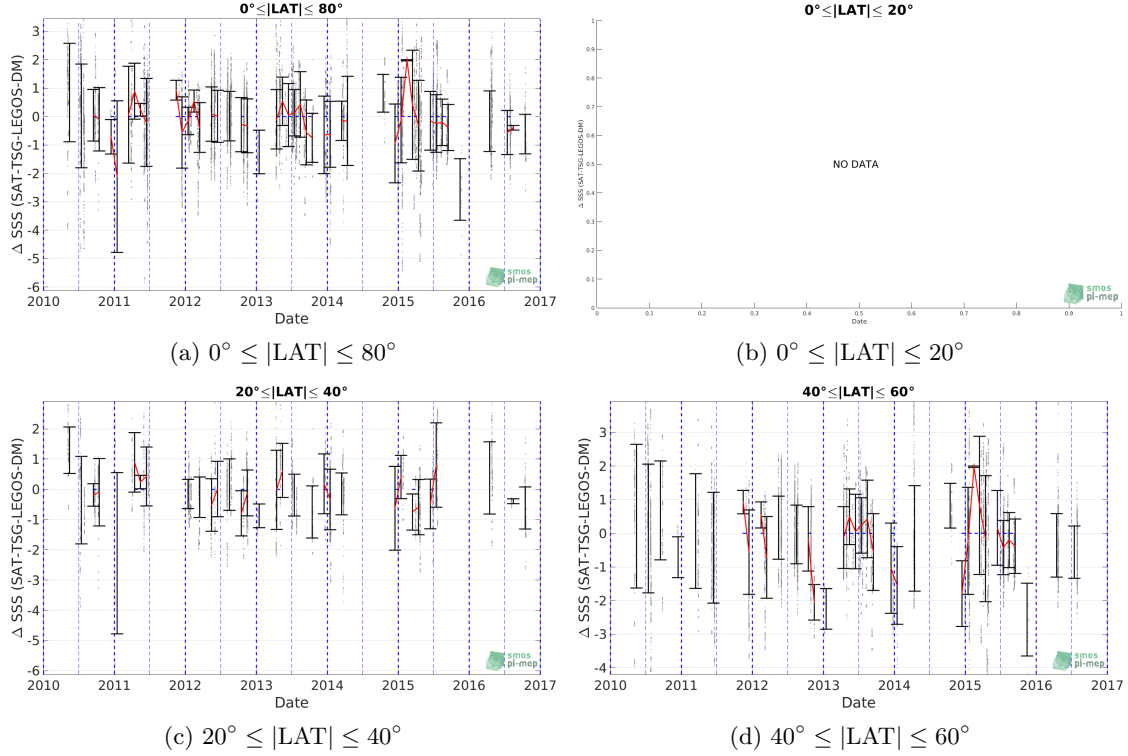 0°≤|LAT|≤ 80°
Δ SSS (SAT-TSG-LEGOS-DM)
3
2
1
0
-1
-2
-3
-4
-5
-6
2010 2011 2012 2013 2014 2015 2016 2017
Date
smos
pi-mep
(a) 0° ≤ |LAT| ≤ 80°
0°≤|LAT|≤ 20°
Δ SSS (SAT-TSG-LEGOS-DM)
1
0.9
0.8
0.7
0.6
0.5
0.4
0.3
0.2
0.1
0
NO DATA
0 0.1 0.2 0.3 0.4 0.5 0.6 0.7 0.8 0.9 1
Date
smos
pi-mep
(b) 0° ≤ |LAT| ≤ 20°
20°≤|LAT|≤ 40°
Δ SSS (SAT-TSG-LEGOS-DM)
2
1
0
-1
-2
-3
-4
-5
-6
2010 2011 2012 2013 2014 2015 2016 2017
Date
smos
pi-mep
(c) 20° ≤ |LAT| ≤ 40°
40°≤|LAT|≤ 60°
Δ SSS (SAT-TSG-LEGOS-DM)
3
2
1
0
-1
-2
-3
-4
2010 2011 2012 2013 2014 2015 2016 2017
Date
smos
pi-mep
(d) 40° ≤ |LAT| ≤ 60°